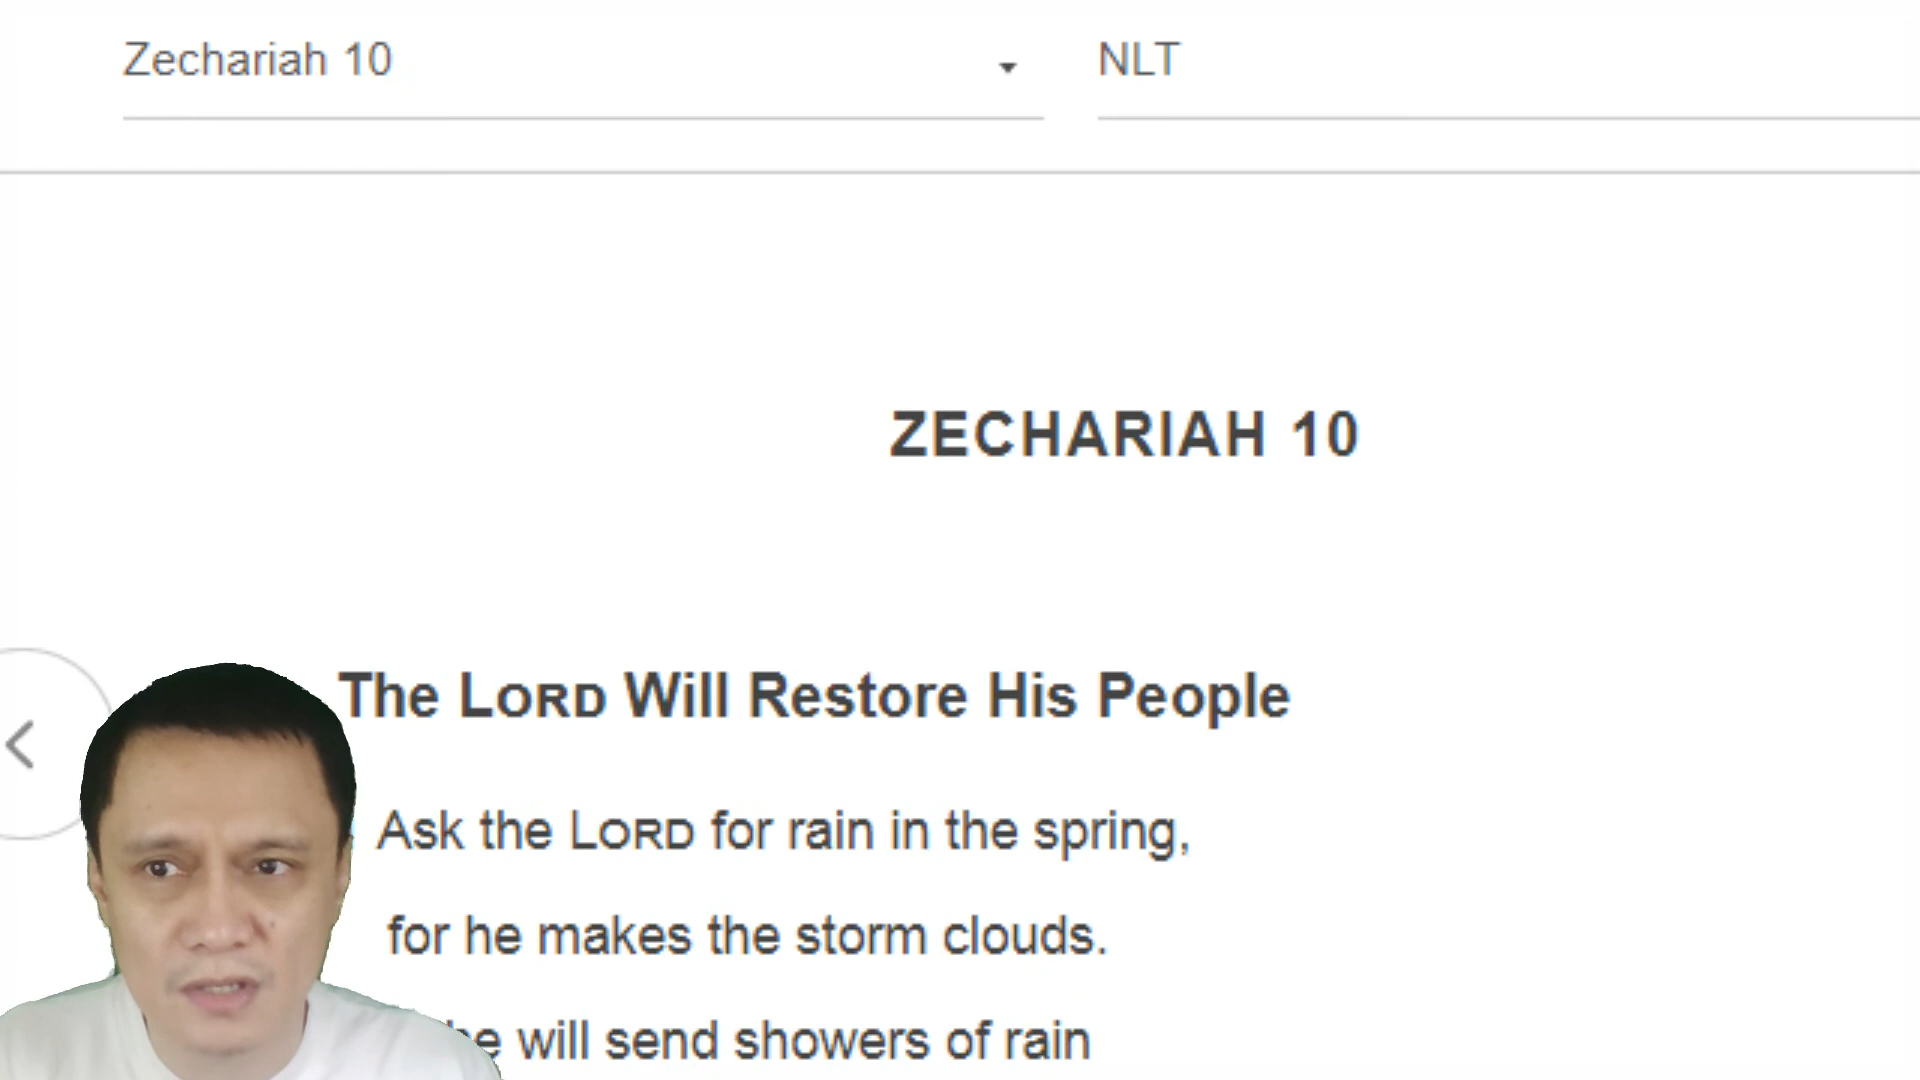 Zechariah 10
NLT
ZECHARIAH 10
The LORD Will Restore His People
Ask the LORD for rain in the spring,
for he makes the storm clouds.
he will send showers of rain